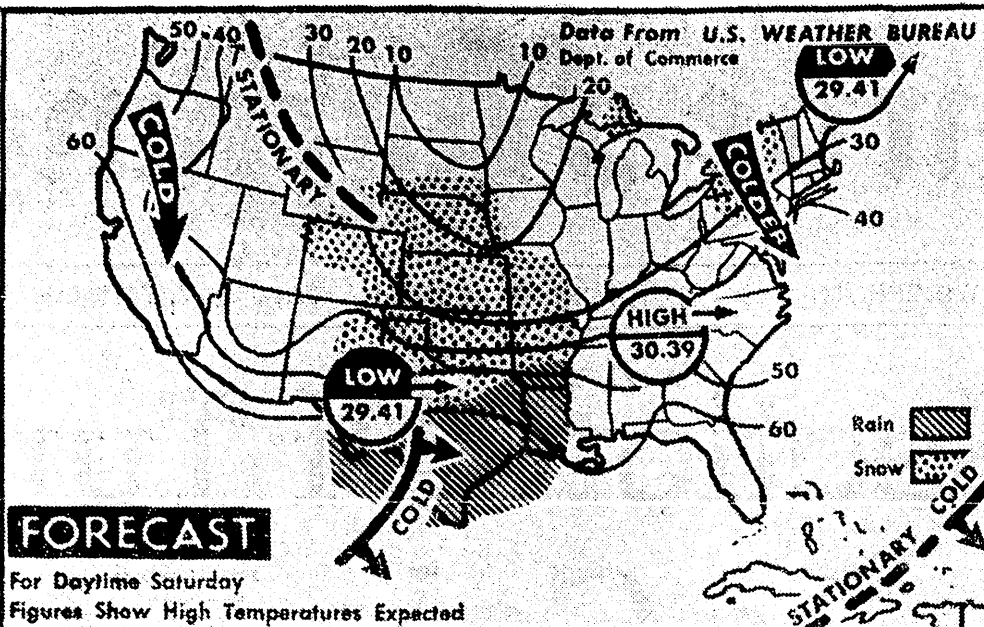 Data From U.S. WEATHER BUREAU
Dept. of Commerce
50 40 30 20 10 10 20
LOW
29.41
STATIONARY
COLD
60
COLD
30
40
HIGH
30.39
LOW
29.41
50
60
Rain
Snow
COLD
COLD
STATIONARY
FORECAST
For Daytime Saturday
Figures Show High Temperatures Expected